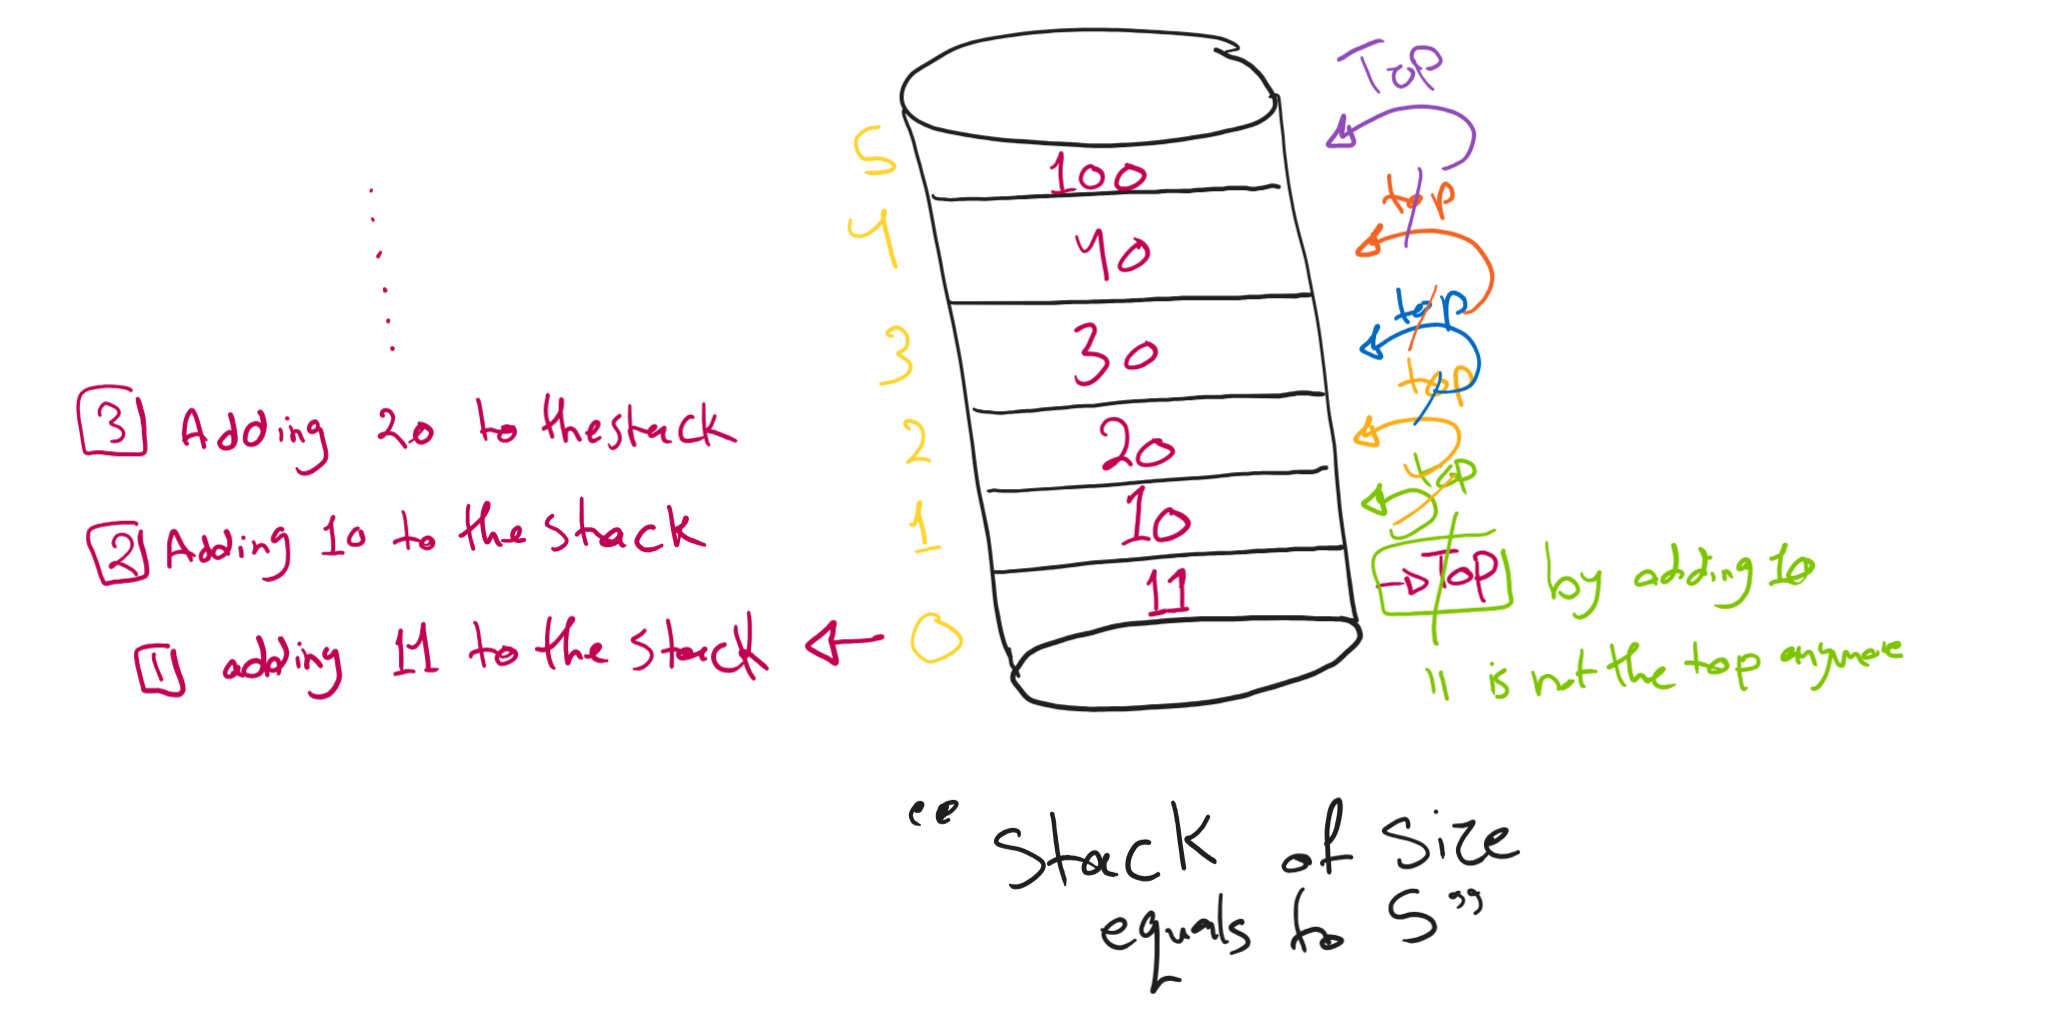 TOP
5
100
top
4
40
top
3
30
top
3 Adding 20 to the stack
2
20
top
1
10
2 Adding 10 to the stack
TOP by adding 10
11
1 adding 11 to the stack
0
11 is not the top anymore
“Stack of Size
equals to 5”